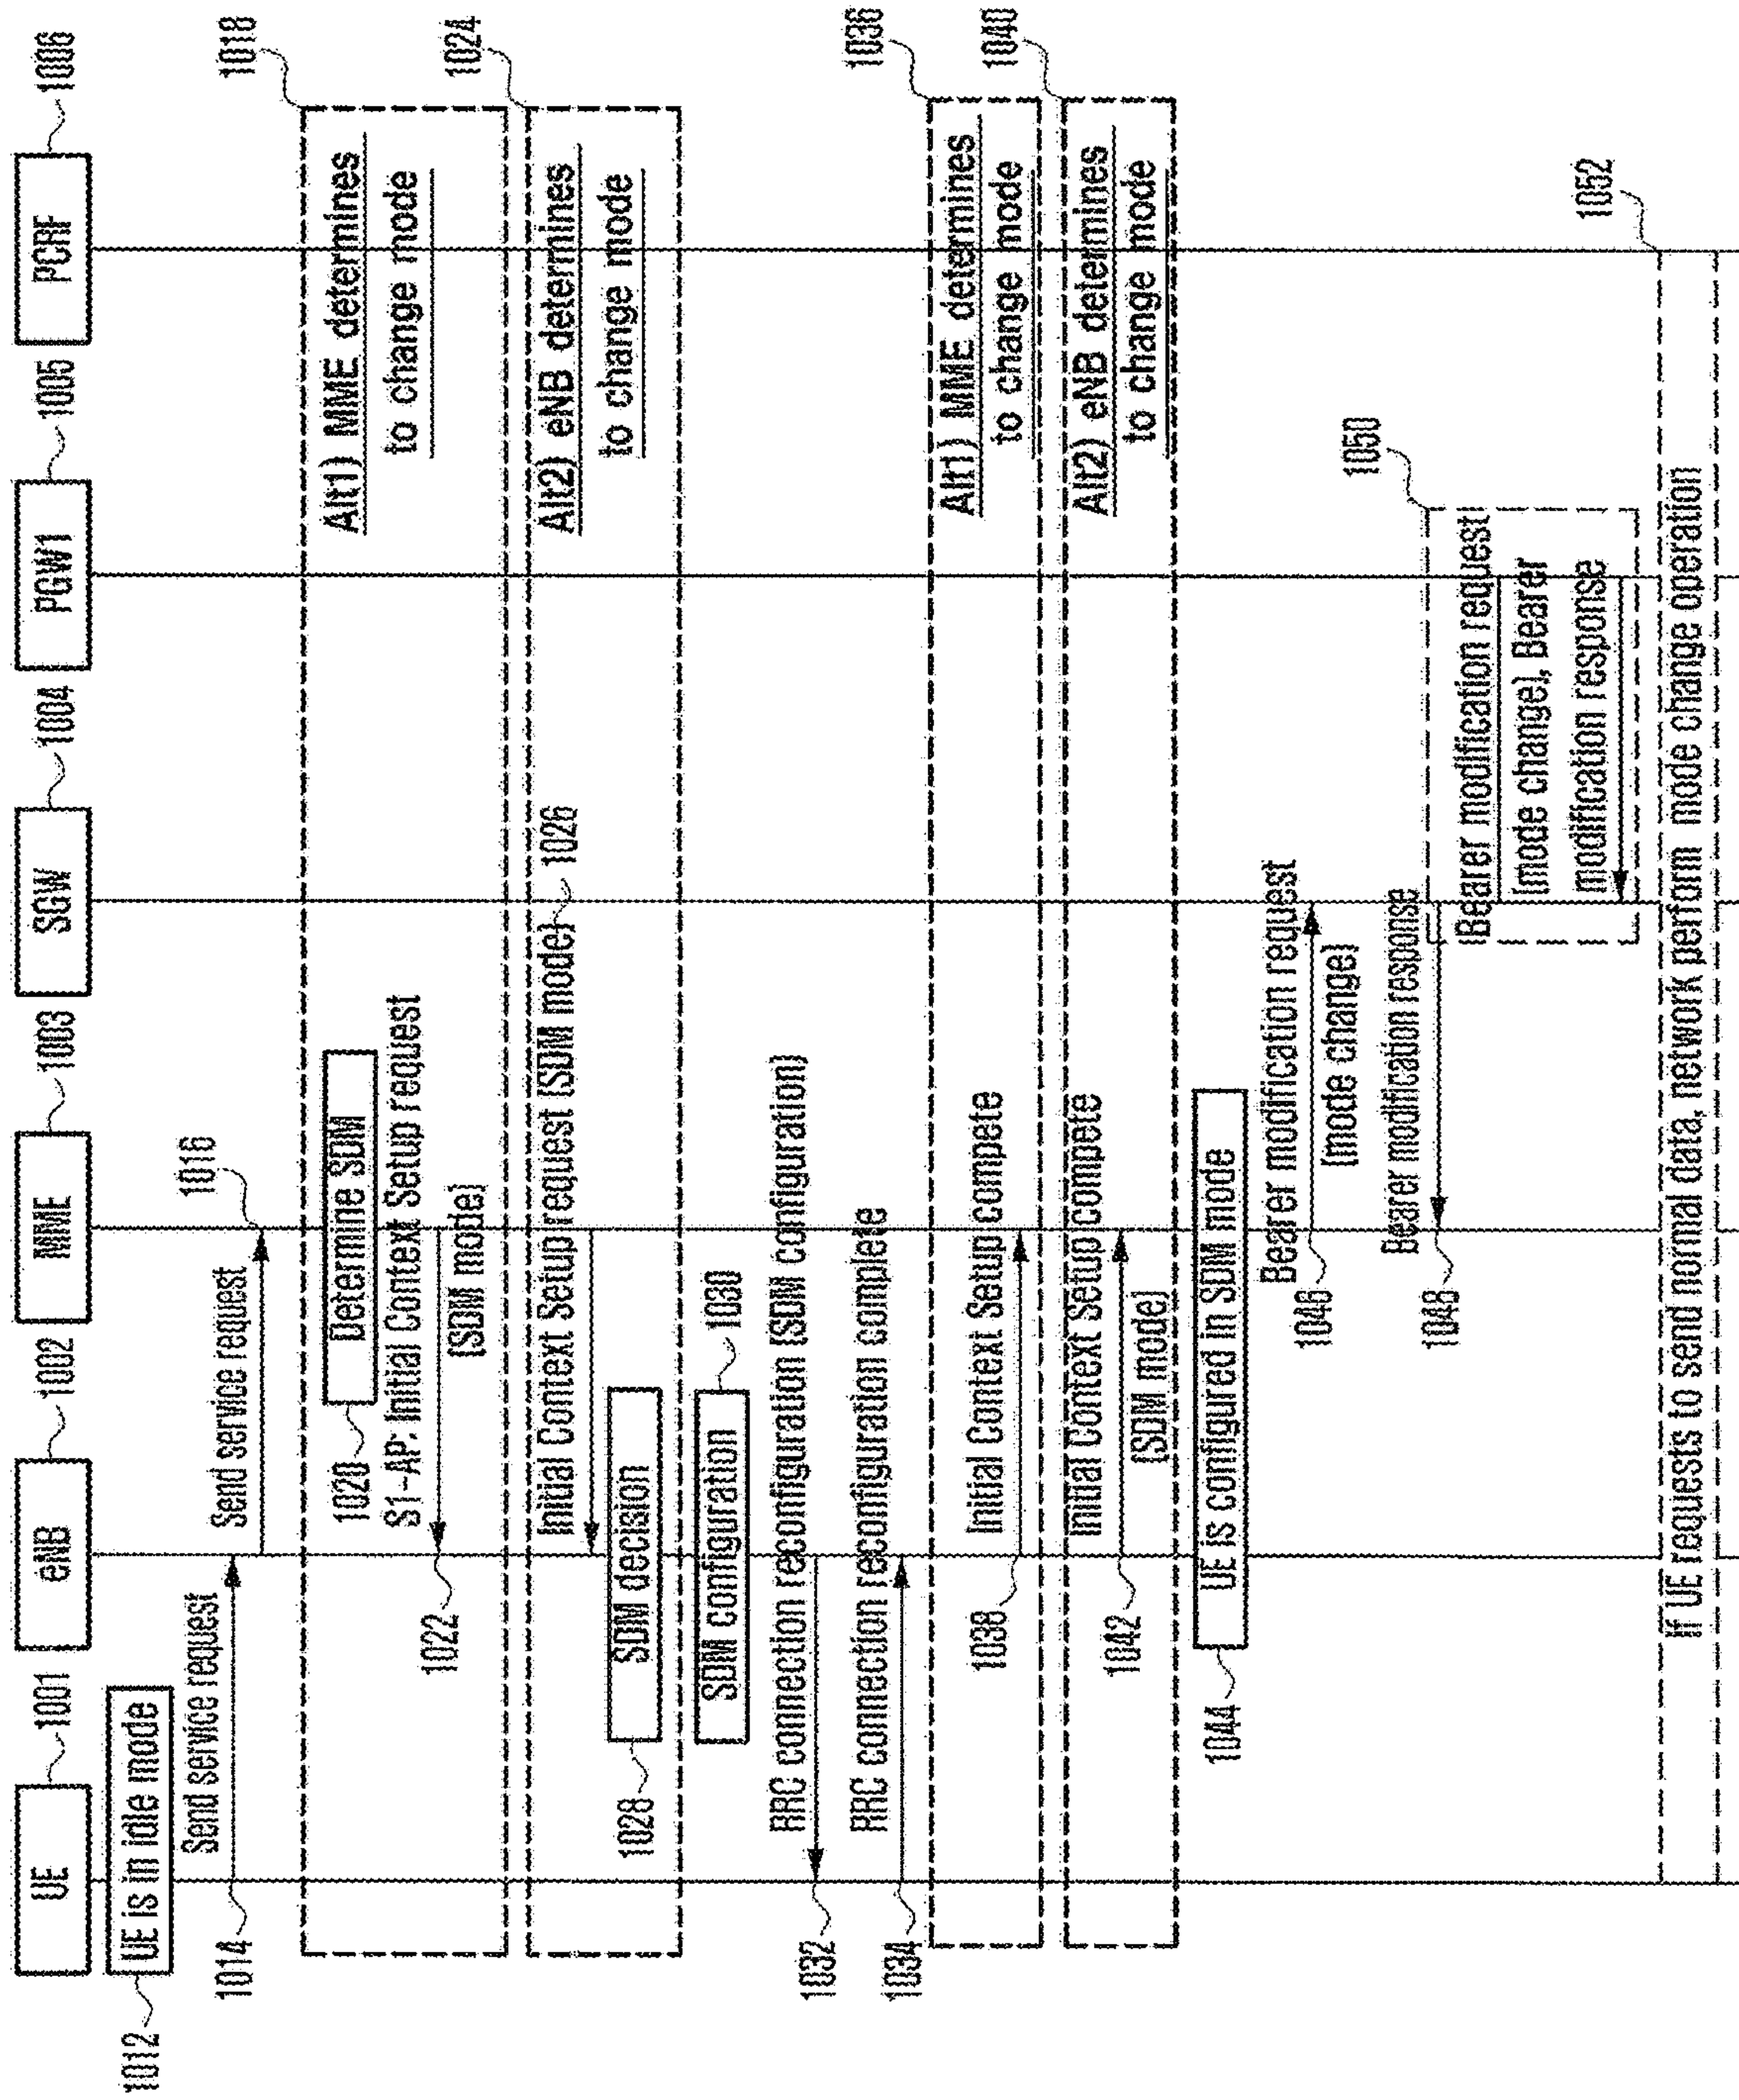 UE
1001
eNB
1002
MME
1003
SGW
1004
PGW1
1005
PCRF
1006
1012
UE is in idle mode
Send service request
1014
Send service request
1016
1018
Alt1) MME determines
to change mode
Determine SDM
1020
S1-AP: Initial Context Setup request
[SDM mode]
1022
1024
Alt2) eNB determines
to change mode
Initial Context Setup request [SDM mode]
1026
SDM decision
1028
SDM configuration
1030
RRC connection reconfiguration [SDM configuration]
1032
RRC connection reconfiguration complete
1034
1036
Alt1) MME determines
to change mode
Initial Context Setup compete
1038
1040
Alt2) eNB determines
to change mode
Initial Context Setup compete
[SDM mode]
1042
UE is configured in SDM mode
1044
Bearer modification request
[mode change]
1046
Bearer modification response
1048
1050
[Bearer modification request
[mode change], Bearer
modification response
1052
If UE requests to send normal data, network perform mode change operation